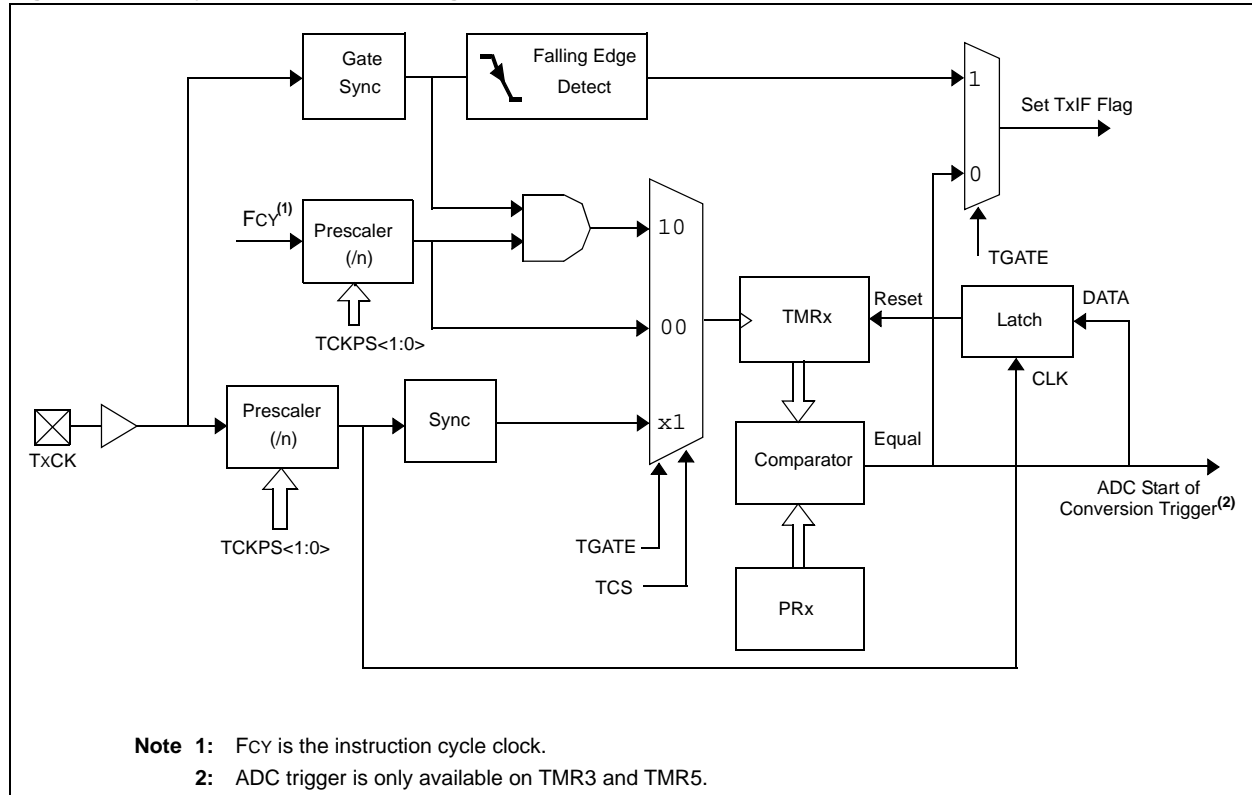 Gate
Sync
Falling Edge
Detect
1
Set TxIF Flag
0
FCY(1)
Prescaler
(/n)
10
TGATE
TCKPS<1:0>
00
TMRx
Reset
Latch
DATA
CLK
TxCK
Prescaler
(/n)
Sync
x1
Comparator
Equal
ADC Start of
Conversion Trigger(2)
TCKPS<1:0>
TGATE
TCS
PRx
Note 1: FCY is the instruction cycle clock.
2: ADC trigger is only available on TMR3 and TMR5.